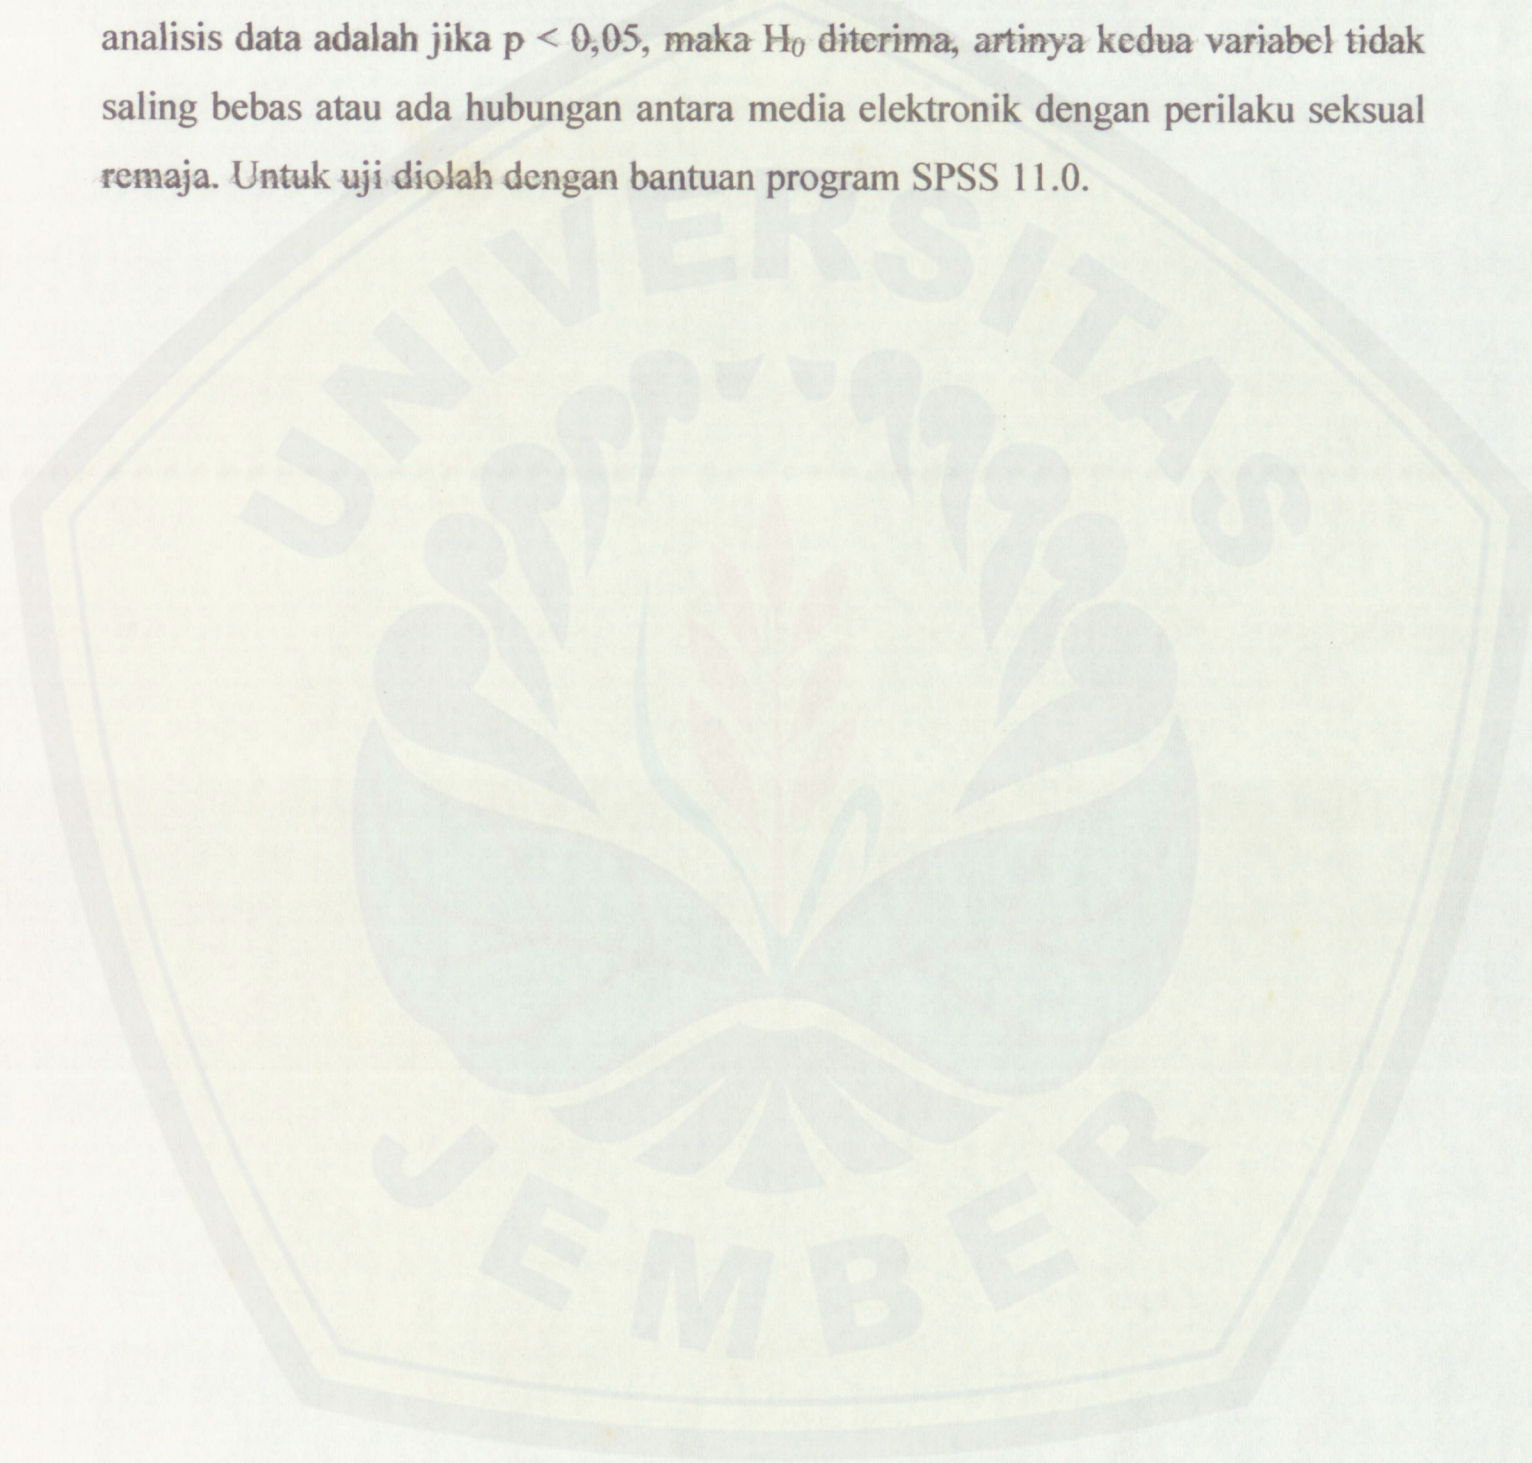 analisis data adalah jika p < 0,05, maka H₀ diterima, artinya kedua variabel tidak
saling bebas atau ada hubungan antara media elektronik dengan perilaku seksual
remaja. Untuk uji diolah dengan bantuan program SPSS 11.0.
UNIVERSITAS
JEMBER